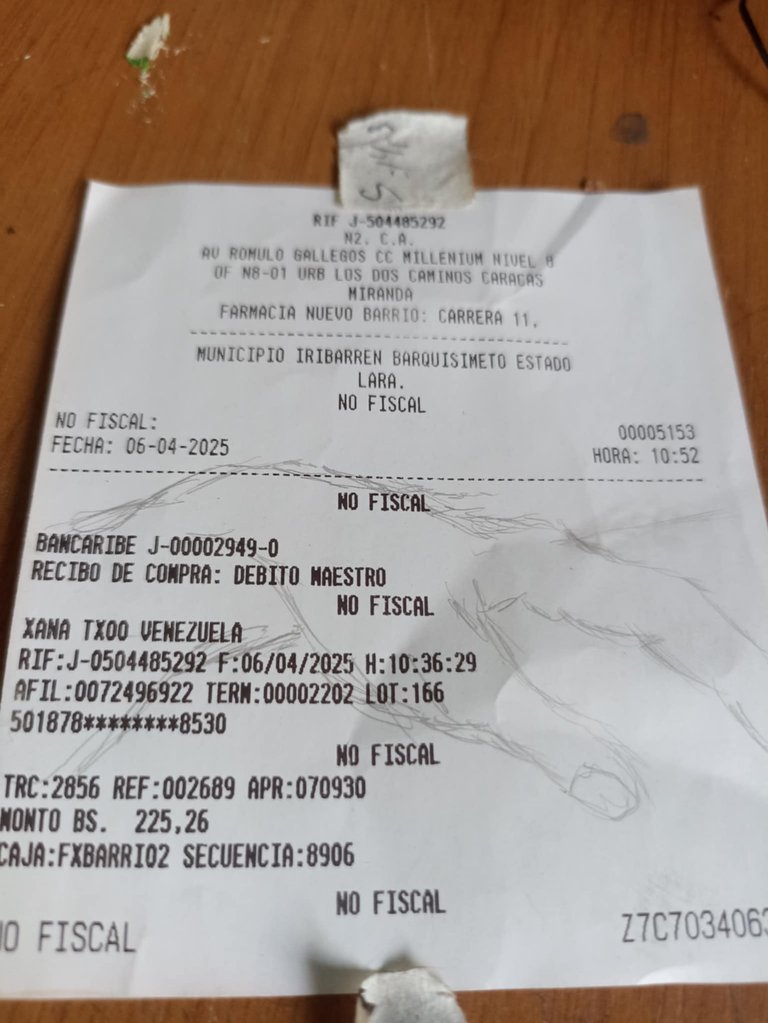 RIF J-504485292
N2. C.A.
AV ROMULO GALLEGOS CC MILLENIUM NIVEL 8
OF N8-01 URB LOS DOS CAMINOS CARACAS
MIRANDA
FARMACIA NUEVO BARRIO: CARRERA 11,
MUNICIPIO IRIBARREN BARQUISIMETO ESTADO
LARA.
NO FISCAL
NO FISCAL: 00005153
FECHA: 06-04-2025 HORA: 10:52
NO FISCAL
BANCARIBE J-00002949-0
RECIBO DE COMPRA: DEBITO MAESTRO
NO FISCAL
XANA TX00 VENEZUELA
RIF:J-0504485292 F:06/04/2025 H:10:36:29
AFIL:0072496922 TERM:00002202 LOT:166
501878********8530
NO FISCAL
TRC:2856 REF:002689 APR:070930
MONTO BS. 225,26
CAJA:FXBARRIO2 SECUENCIA:8906
NO FISCAL
NO FISCAL Z7C7034063